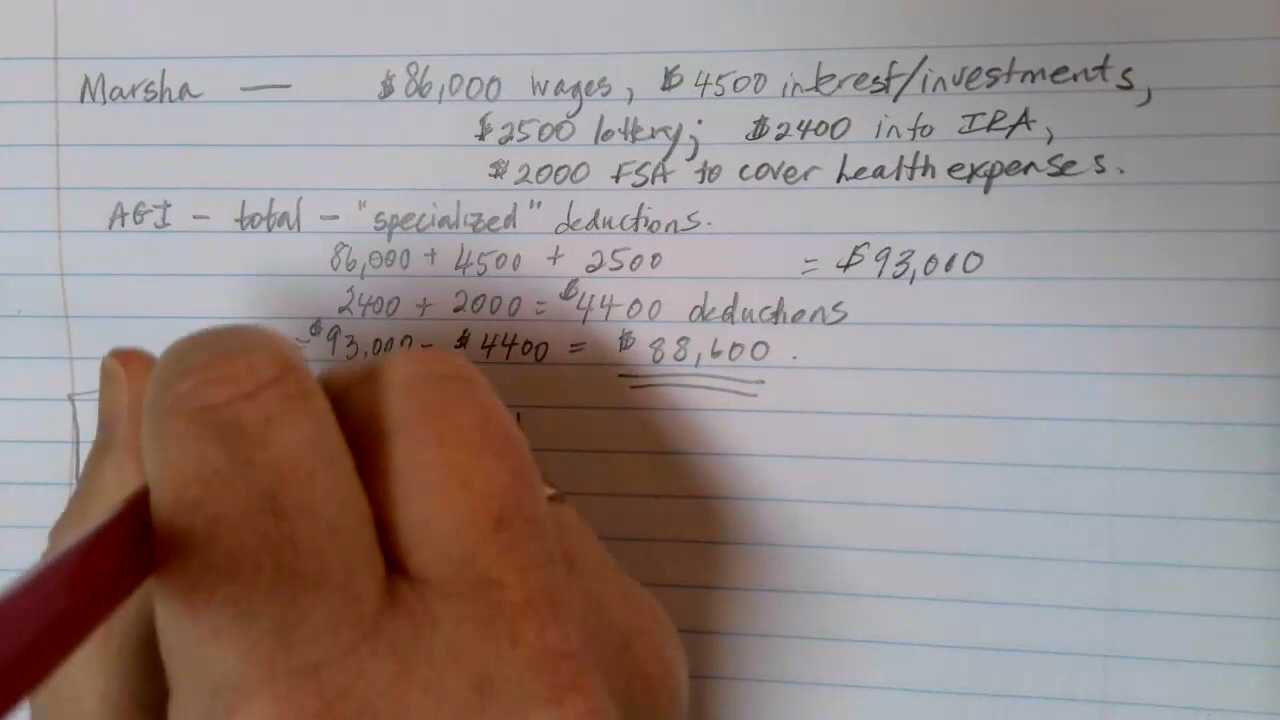 Marsha — $86,000 wages, $4500 interest/investments,
$2500 lottery; $2400 into IRA,
$2000 FSA to cover health expenses.
AGI - total - "specialized" deductions.
86,000 + 4500 + 2500 = $93,000
2400 + 2000 = $4400 deductions
= $93,000 - $4400 = $88,600.